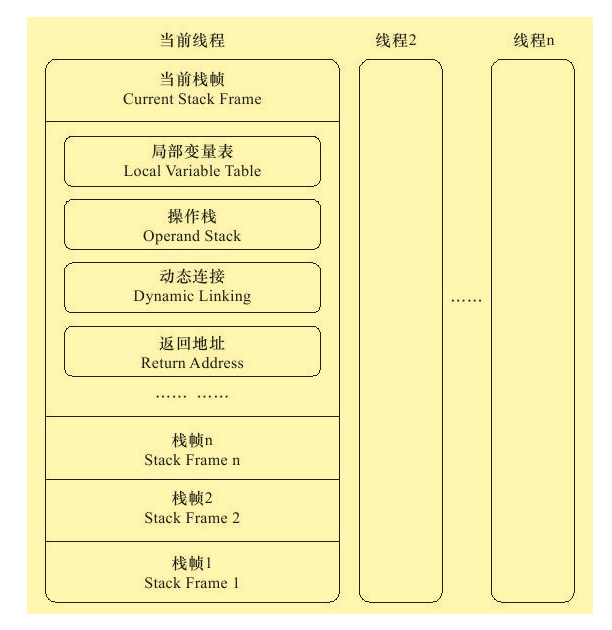 当前线程
线程2
线程n
当前栈帧
Current Stack Frame
局部变量表
Local Variable Table
操作栈
Operand Stack
动态连接
Dynamic Linking
……
返回地址
Return Address
…… ……
栈帧n
Stack Frame n
栈帧2
Stack Frame 2
栈帧1
Stack Frame 1